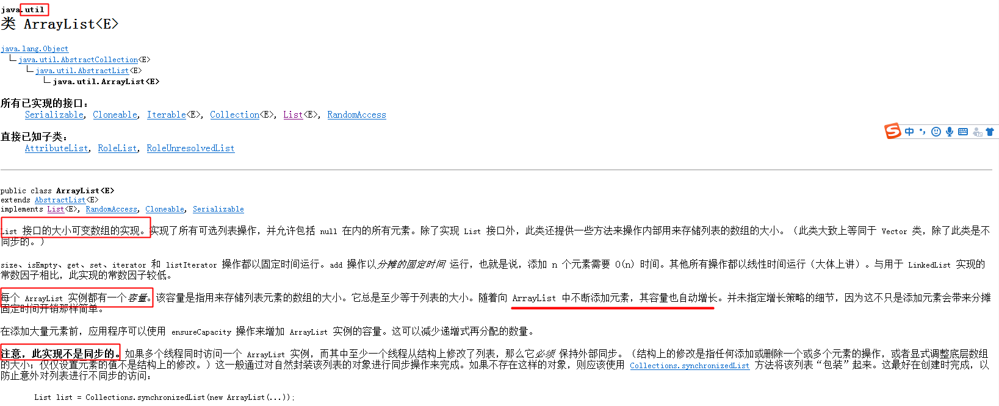 java.util
类 ArrayList<E>
java.lang.Object
java.util.AbstractCollection<E>
java.util.AbstractList<E>
java.util.ArrayList<E>
所有已实现的接口：
Serializable, Cloneable, Iterable<E>, Collection<E>, List<E>, RandomAccess
直接已知子类：
AttributeList, RoleList, RoleUnresolvedList
中
public class ArrayList<E>
extends AbstractList<E>
implements List<E>, RandomAccess, Cloneable, Serializable
List 接口的大小可变数组的实现。实现了所有可选列表操作，并允许包括 null 在内的所有元素。除了实现 List 接口外，此类还提供一些方法来操作内部用来存储列表的数组的大小。（此类大致上等同于 Vector 类，除了此类是不
同步的。）
size、isEmpty、get、set、iterator 和 listIterator 操作都以固定时间运行。add 操作以分摊的固定时间 运行，也就是说，添加 n 个元素需要 O(n) 时间。其他所有操作都以线性时间运行（大体上讲）。与用于 LinkedList 实现的
常数因子相比，此实现的常数因子较低。
每个 ArrayList 实例都有一个容量。该容量是指用来存储列表元素的数组的大小。它总是至少等于列表的大小。随着向 ArrayList 中不断添加元素，其容量也自动增长。并未指定增长策略的细节，因为这不只是添加元素会带来分摊
固定时间开销那样简单。
在添加大量元素前，应用程序可以使用 ensureCapacity 操作来增加 ArrayList 实例的容量。这可以减少递增式再分配的数量。
注意，此实现不是同步的。如果多个线程同时访问一个 ArrayList 实例，而其中至少一个线程从结构上修改了列表，那么它必须 保持外部同步。（结构上的修改是指任何添加或删除一个或多个元素的操作，或者显式调整底层数组
的大小；仅仅设置元素的值不是结构上的修改。）这一般通过对自然封装该列表的对象进行同步操作来完成。如果不存在这样的对象，则应该使用 Collections.synchronizedList 方法将该列表“包装”起来。这最好在创建时完成，以
防止意外对列表进行不同步的访问：
List list = Collections.synchronizedList(new ArrayList(...));